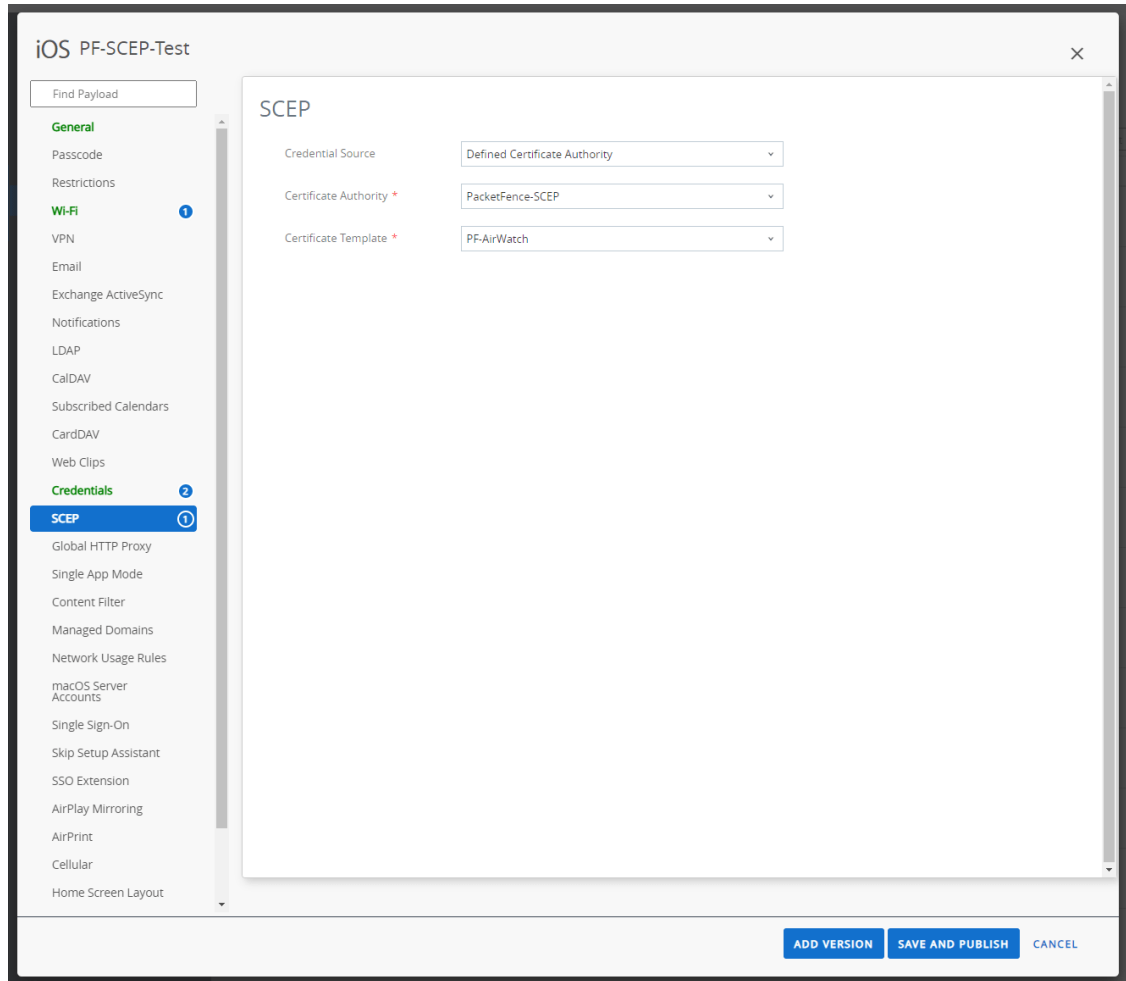 iOS PF-SCEP-Test
Find Payload
General
Passcode
Restrictions
Wi-Fi 1
VPN
Email
Exchange ActiveSync
Notifications
LDAP
CalDAV
Subscribed Calendars
CardDAV
Web Clips
Credentials 2
SCEP 1
Global HTTP Proxy
Single App Mode
Content Filter
Managed Domains
Network Usage Rules
macOS Server
Accounts
Single Sign-On
Skip Setup Assistant
SSO Extension
AirPlay Mirroring
AirPrint
Cellular
Home Screen Layout
SCEP
Credential Source Defined Certificate Authority
Certificate Authority * PacketFence-SCEP
Certificate Template * PF-AirWatch
ADD VERSION SAVE AND PUBLISH CANCEL